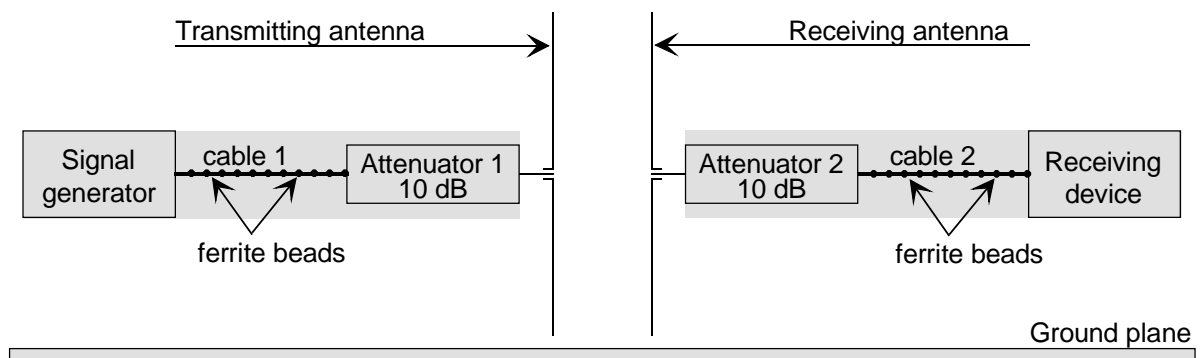 Transmitting antenna
Receiving antenna
Signal
generator
cable 1
Attenuator 1
10 dB
Attenuator 2
10 dB
cable 2
Receiving
device
ferrite beads
ferrite beads
Ground plane